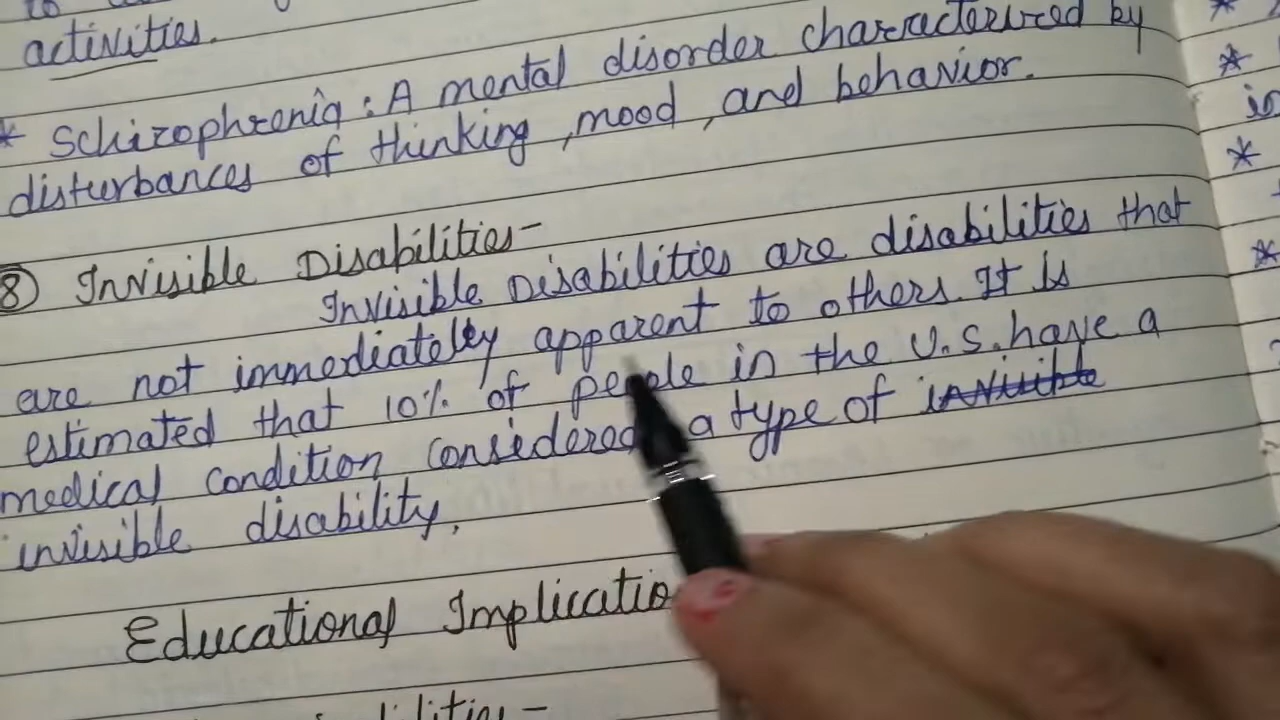 activities.
* Schizophrenia : A mental disorder characterized by
disturbances of thinking, mood, and behavior.
8 Invisible Disabilities-
Invisible Disabilities are disabilities that
are not immediatelly apparent to others. It Is
estimated that 10% of people in the U.S. have a
medical condition considered a type of invisible
invisible disability.
Educational Implicatio